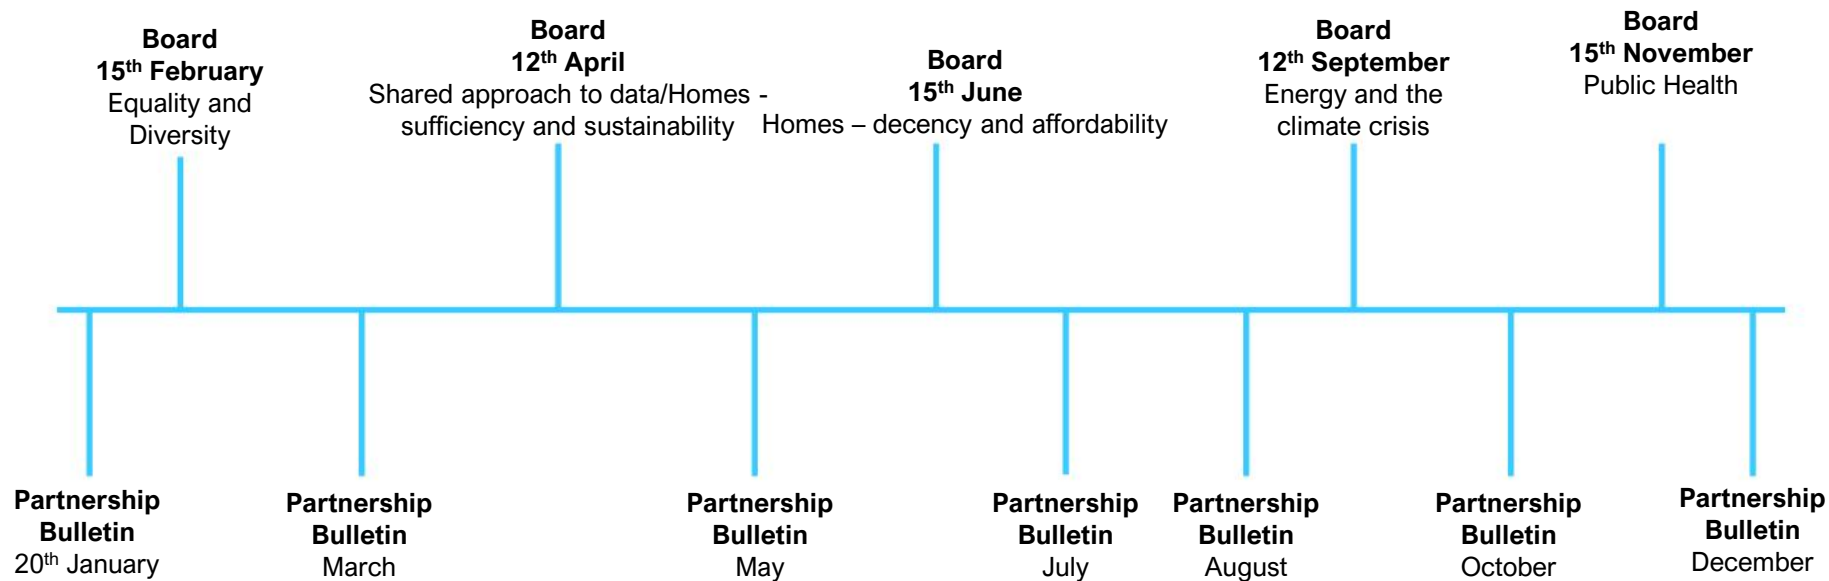 Board
15th February
Equality and
Diversity
Board
12th April
Shared approach to data/Homes -
sufficiency and sustainability
Board
15th June
Homes – decency and affordability
Board
12th September
Energy and the
climate crisis
Board
15th November
Public Health
Partnership
Bulletin
20th January
Partnership
Bulletin
March
Partnership
Bulletin
May
Partnership
Bulletin
July
Partnership
Bulletin
August
Partnership
Bulletin
October
Partnership
Bulletin
December